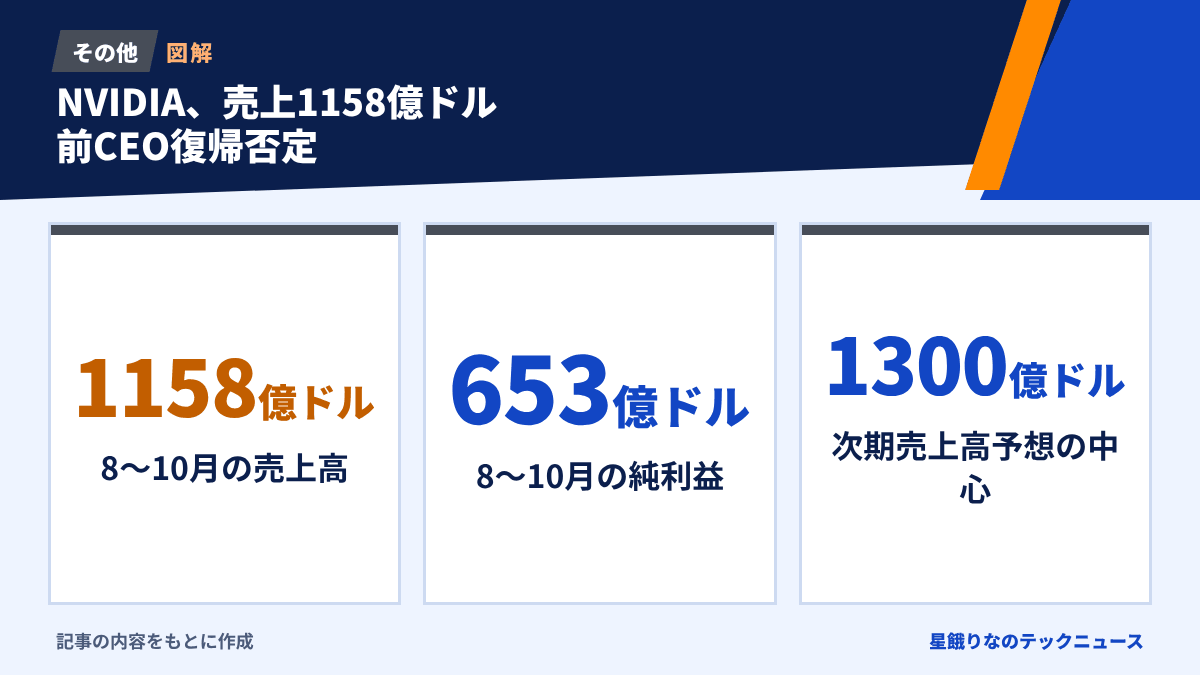 その他 図解
NVIDIA、売上1158億ドル
前CEO復帰否定
1158億ドル
8〜10月の売上高
653億ドル
8〜10月の純利益
1300億ドル
次期売上高予想の中
心
記事の内容をもとに作成
星餓りなのテックニュース